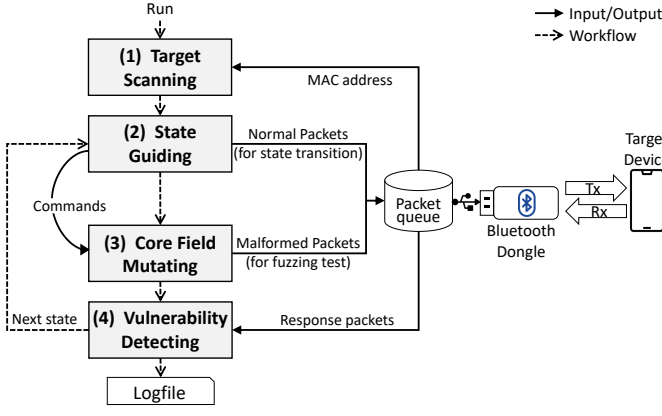 Run
Input/Output
Workflow
(1) Target
Scanning
MAC address
(2) State
Guiding
Normal Packets
(for state transition)
Target
Device
Commands
Packet
queue
Tx
Rx
Bluetooth
Dongle
(3) Core Field
Mutating
Malformed Packets
(for fuzzing test)
Next state
(4) Vulnerability
Detecting
Response packets
Logfile